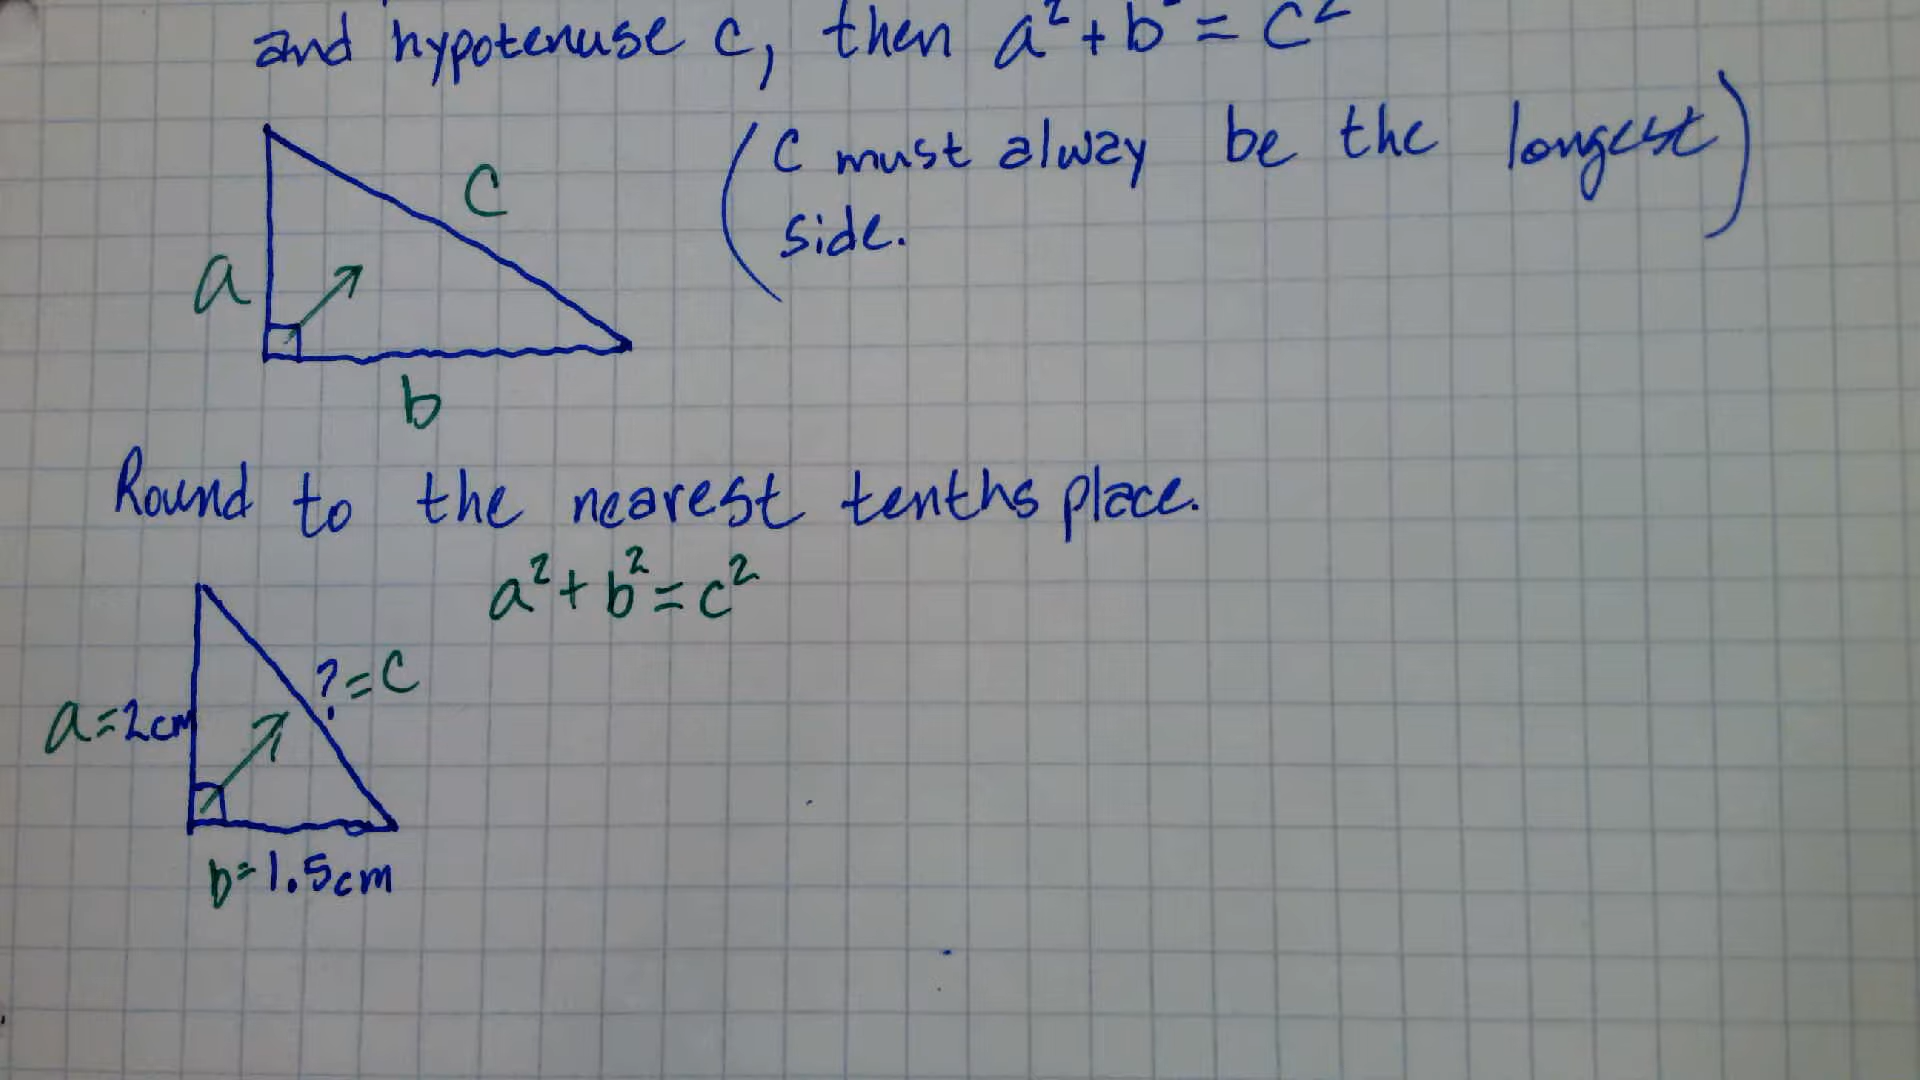 and hypotenuse c, then a² + b² = c²
c
(c must alway be the longest
side.)
a
b
Round to the nearest tenths place.
a² + b² = c²
? = c
a = 2cm
b = 1.5cm